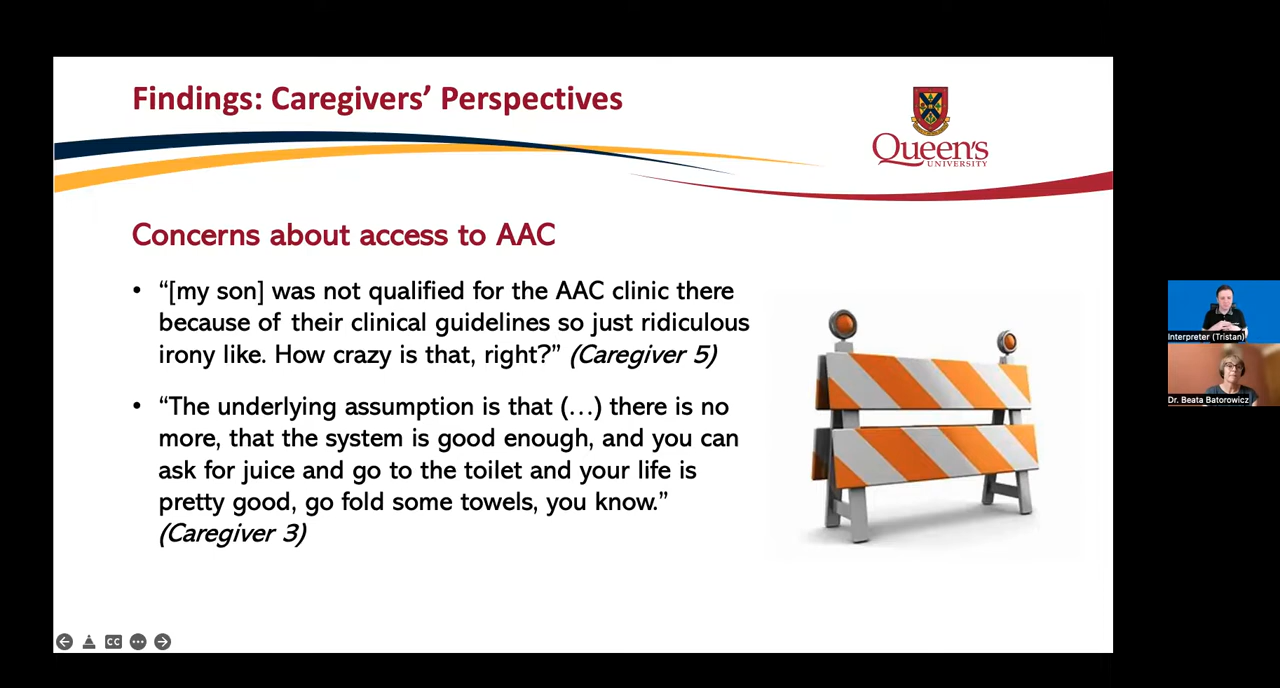 Findings: Caregivers’ Perspectives
Queen's
UNIVERSITY
Concerns about access to AAC
• “[my son] was not qualified for the AAC clinic there
because of their clinical guidelines so just ridiculous
irony like. How crazy is that, right?” (Caregiver 5)
• “The underlying assumption is that (…) there is no
more, that the system is good enough, and you can
ask for juice and go to the toilet and your life is
pretty good, go fold some towels, you know.”
(Caregiver 3)
CC
Interpreter (Tristan)
Dr. Beata Batorowicz